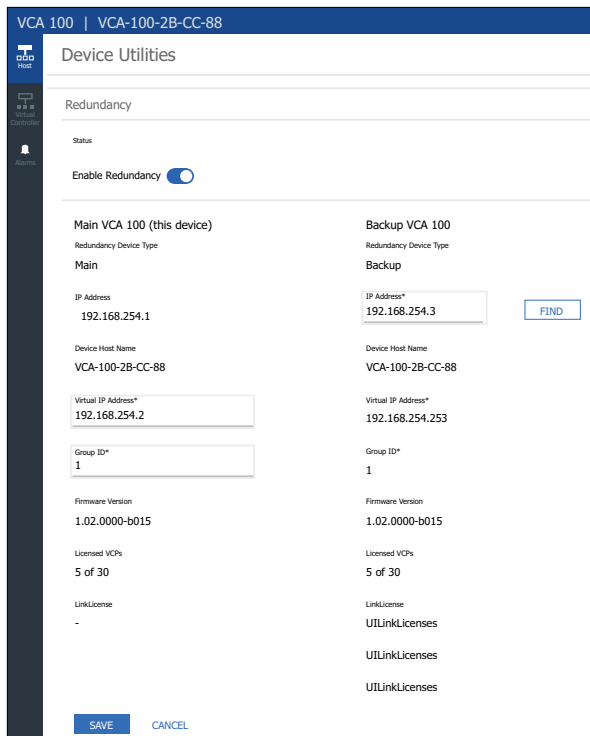 VCA 100 | VCA-100-2B-CC-88
Host
Device Utilities
Virtual
Controller
Alarms
Redundancy
Status
Enable Redundancy
Main VCA 100 (this device)
Redundancy Device Type
Main
IP Address
192.168.254.1
Device Host Name
VCA-100-2B-CC-88
Virtual IP Address*
192.168.254.2
Group ID*
1
Firmware Version
1.02.0000-b015
Licensed VCPs
5 of 30
LinkLicense
-
Backup VCA 100
Redundancy Device Type
Backup
IP Address*
192.168.254.3
FIND
Device Host Name
VCA-100-2B-CC-88
Virtual IP Address*
192.168.254.253
Group ID*
1
Firmware Version
1.02.0000-b015
Licensed VCPs
5 of 30
LinkLicense
UILinkLicenses
UILinkLicenses
UILinkLicenses
SAVE
CANCEL